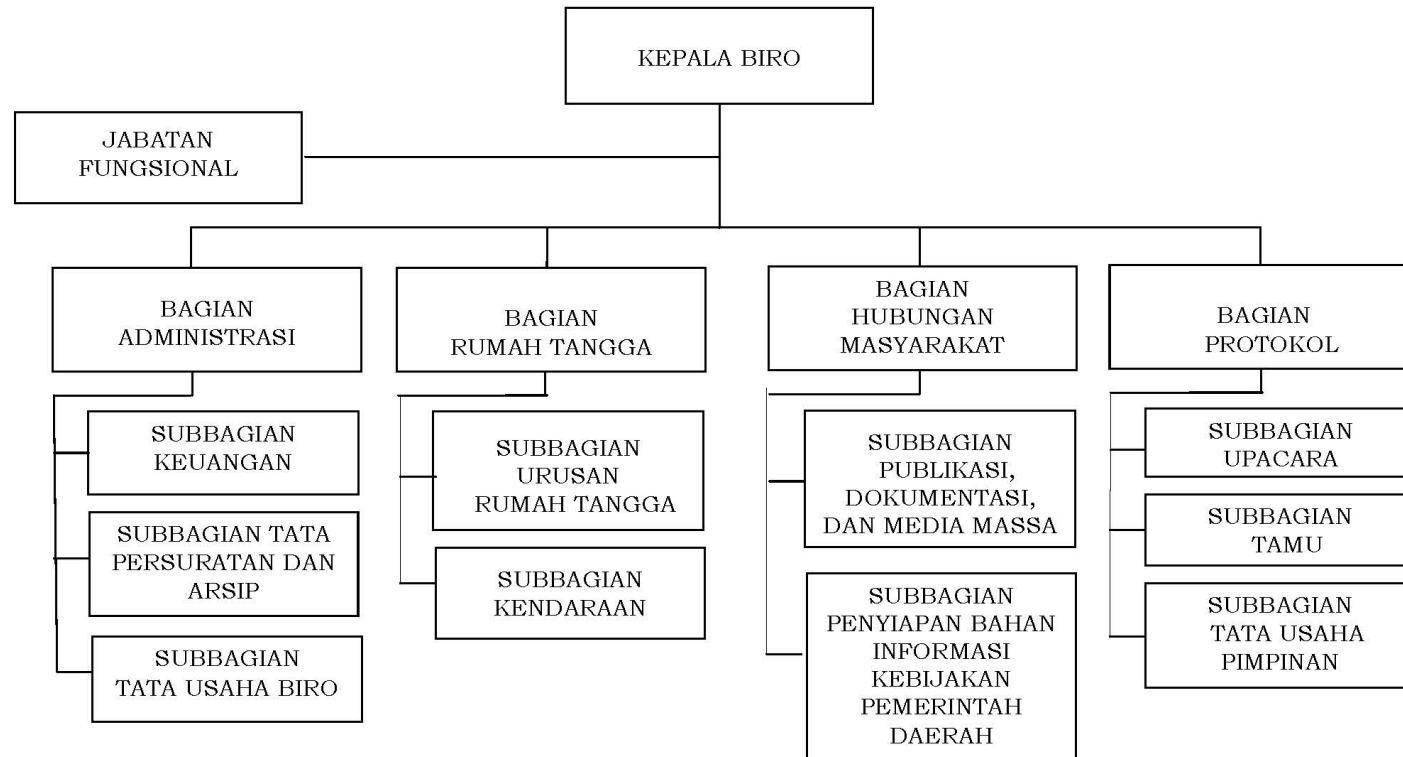 KEPALA BIRO
JABATAN
FUNGSIONAL
BAGIAN
ADMINISTRASI
BAGIAN
RUMAH TANGGA
BAGIAN
HUBUNGAN
MASYARAKAT
BAGIAN
PROTOKOL
SUBBAGIAN
KEUANGAN
SUBBAGIAN TATA
PERSURATAN DAN
ARSIP
SUBBAGIAN
TATA USAHA BIRO
SUBBAGIAN
URUSAN
RUMAH TANGGA
SUBBAGIAN
KENDARAAN
SUBBAGIAN
PUBLIKASI,
DOKUMENTASI,
DAN MEDIA MASSA
SUBBAGIAN
PENYIAPAN BAHAN
INFORMASI
KEBIJAKAN
PEMERINTAH
DAERAH
SUBBAGIAN
UPACARA
SUBBAGIAN
TAMU
SUBBAGIAN
TATA USAHA
PIMPINAN